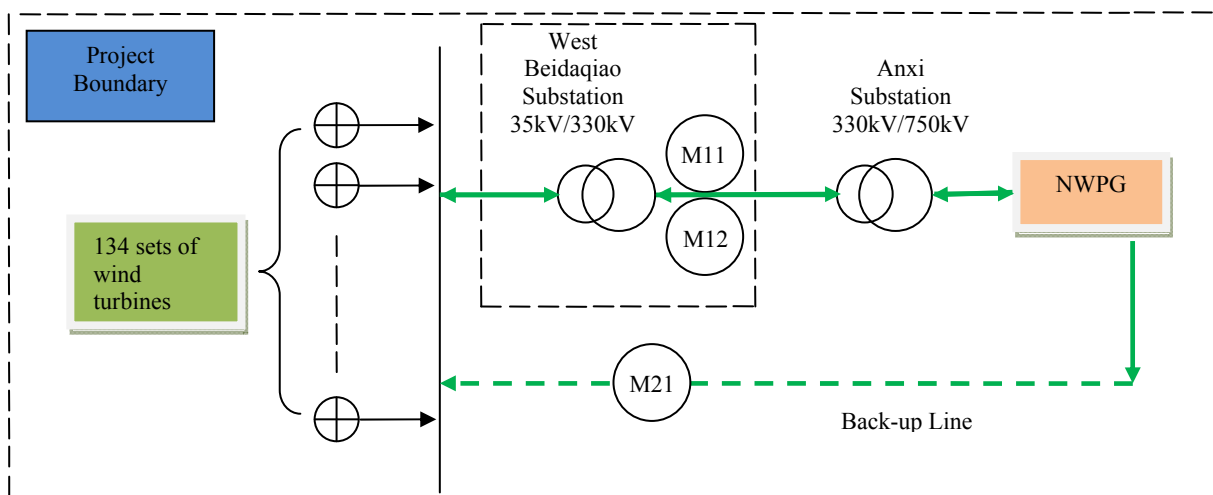 Project
Boundary
West
Beidaqiao
Substation
35kV/330kV
Anxi
Substation
330kV/750kV
M11
M12
NWPG
134 sets of
wind
turbines
M21
Back-up Line